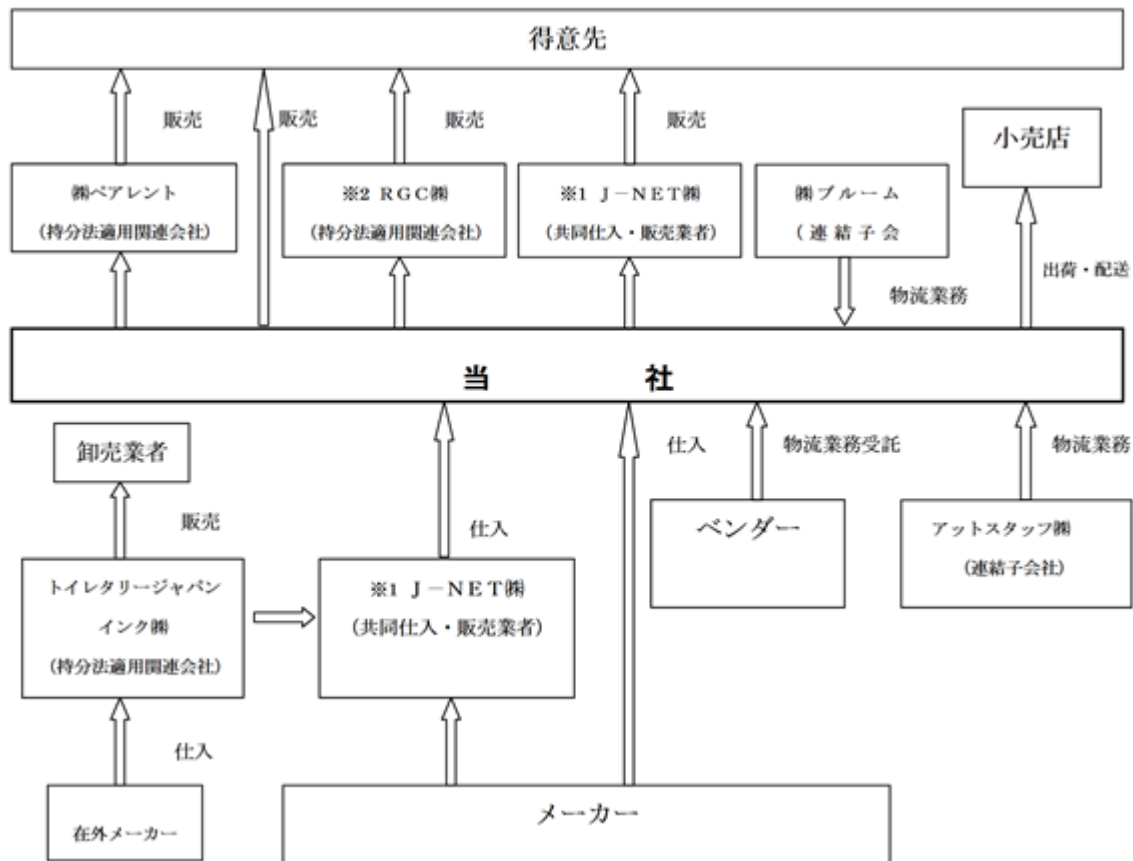 得意先
販売
販売
販売
販売
小売店
㈱ペアレント
(持分法適用関連会社)
※2 RGC㈱
(持分法適用関連会社)
※1 J－NET㈱
(共同仕入・販売業者)
㈱ブルーム
(連結子会
出荷・配送
物流業務
当 社
卸売業者
仕入
物流業務受託
物流業務
販売
仕入
ベンダー
アットスタッフ㈱
(連結子会社)
トイレタリージャパン
インク㈱
(持分法適用関連会社)
※1 J－NET㈱
(共同仕入・販売業者)
仕入
在外メーカー
メーカー